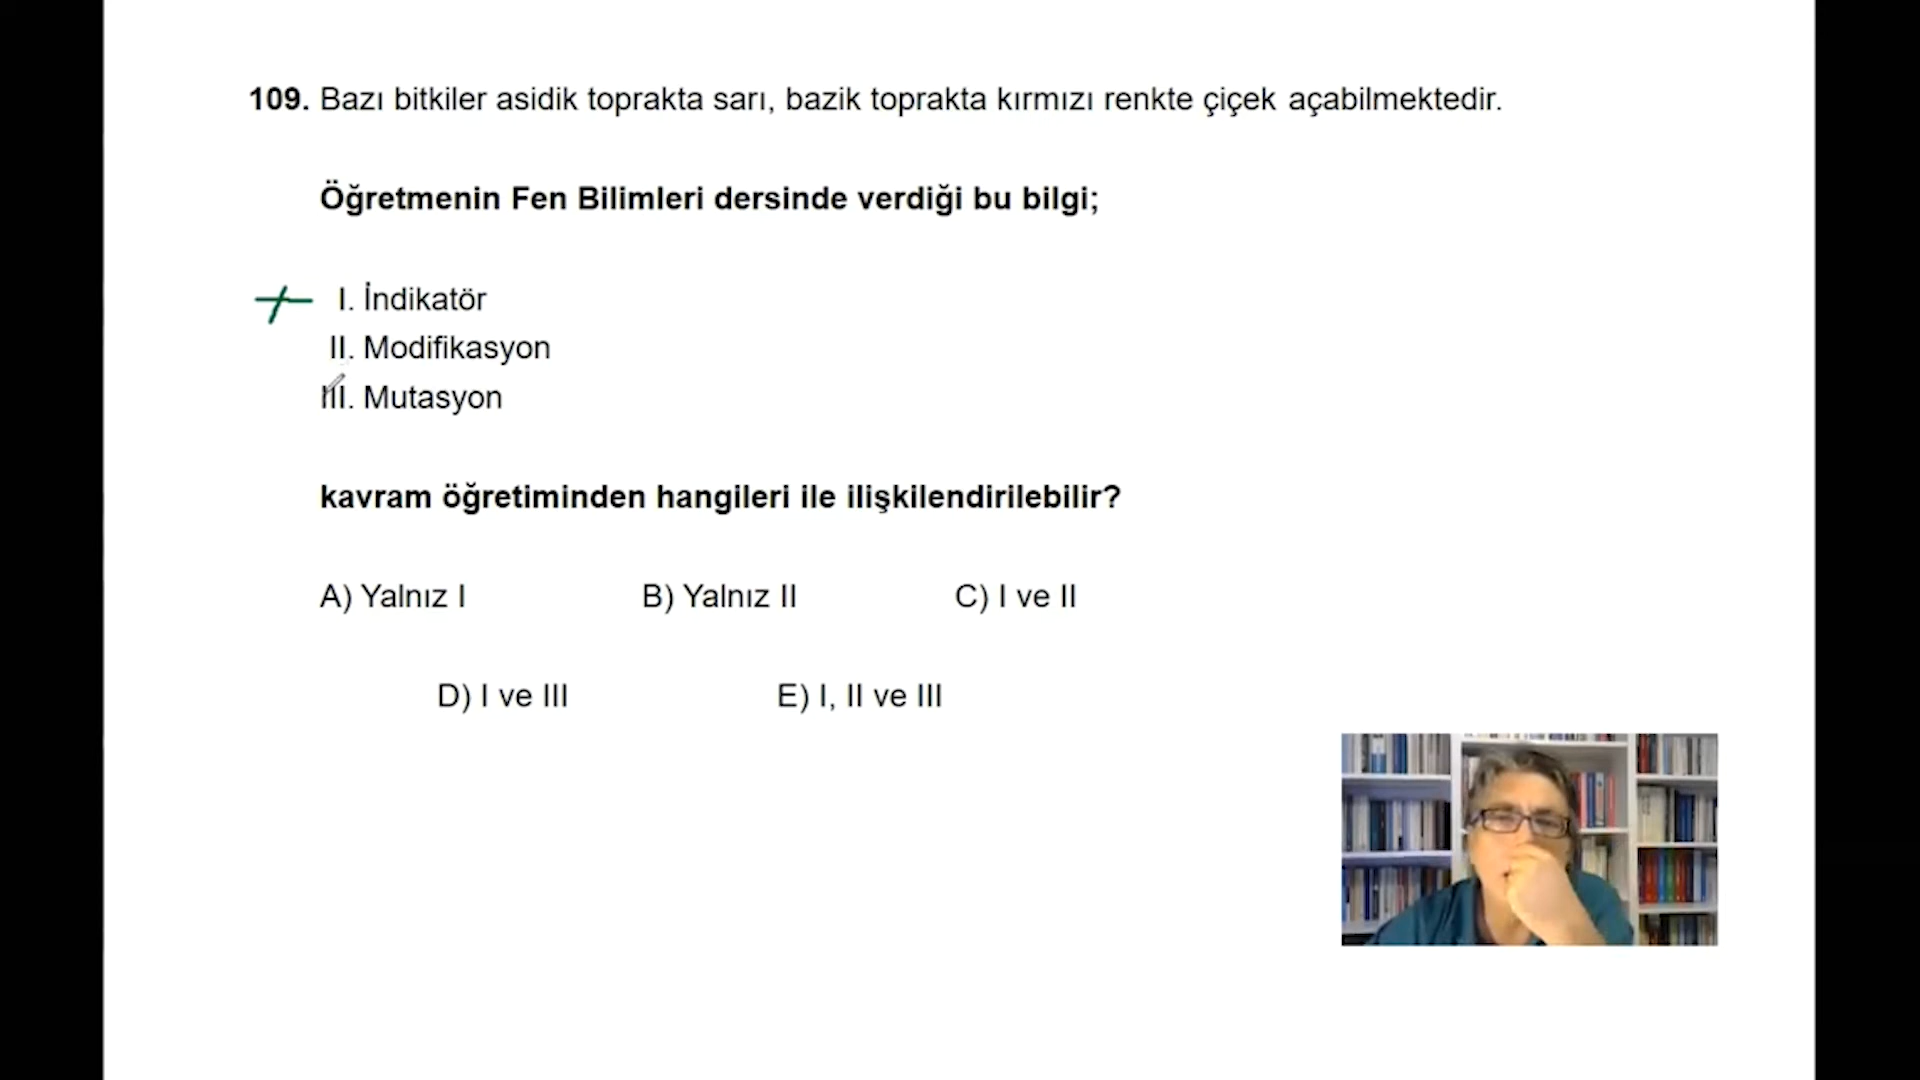 109. Bazı bitkiler asidik toprakta sarı, bazik toprakta kırmızı renkte çiçek açabilmektedir.
Öğretmenin Fen Bilimleri dersinde verdiği bu bilgi;
I. İndikatör
II. Modifikasyon
III. Mutasyon
kavram öğretiminden hangileri ile ilişkilendirilebilir?
A) Yalnız I B) Yalnız II C) I ve II
D) I ve III E) I, II ve III